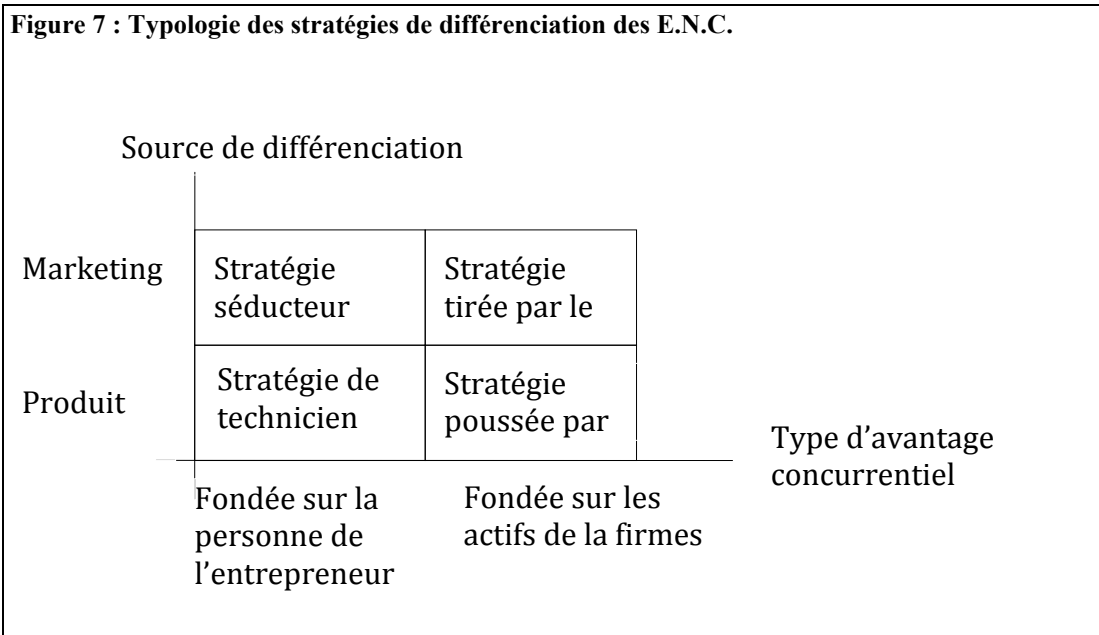 Figure 7 : Typologie des stratégies de différenciation des E.N.C.
Source de différenciation
Marketing
Stratégie
séducteur
Stratégie
tirée par le
Produit
Stratégie de
technicien
Stratégie
poussée par
Type d’avantage
concurrentiel
Fondée sur la
personne de
l’entrepreneur
Fondée sur les
actifs de la firmes